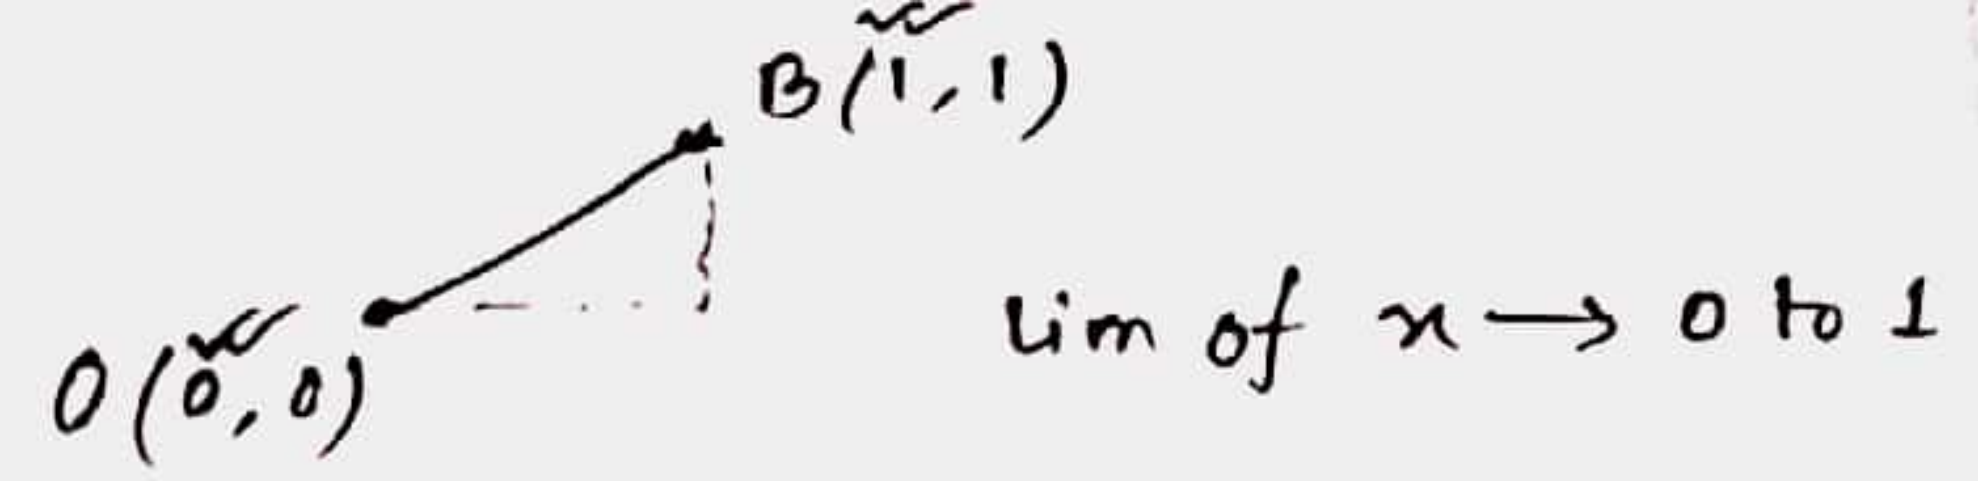 B(1,1)
lim of x → 0 to 1
O(0,0)